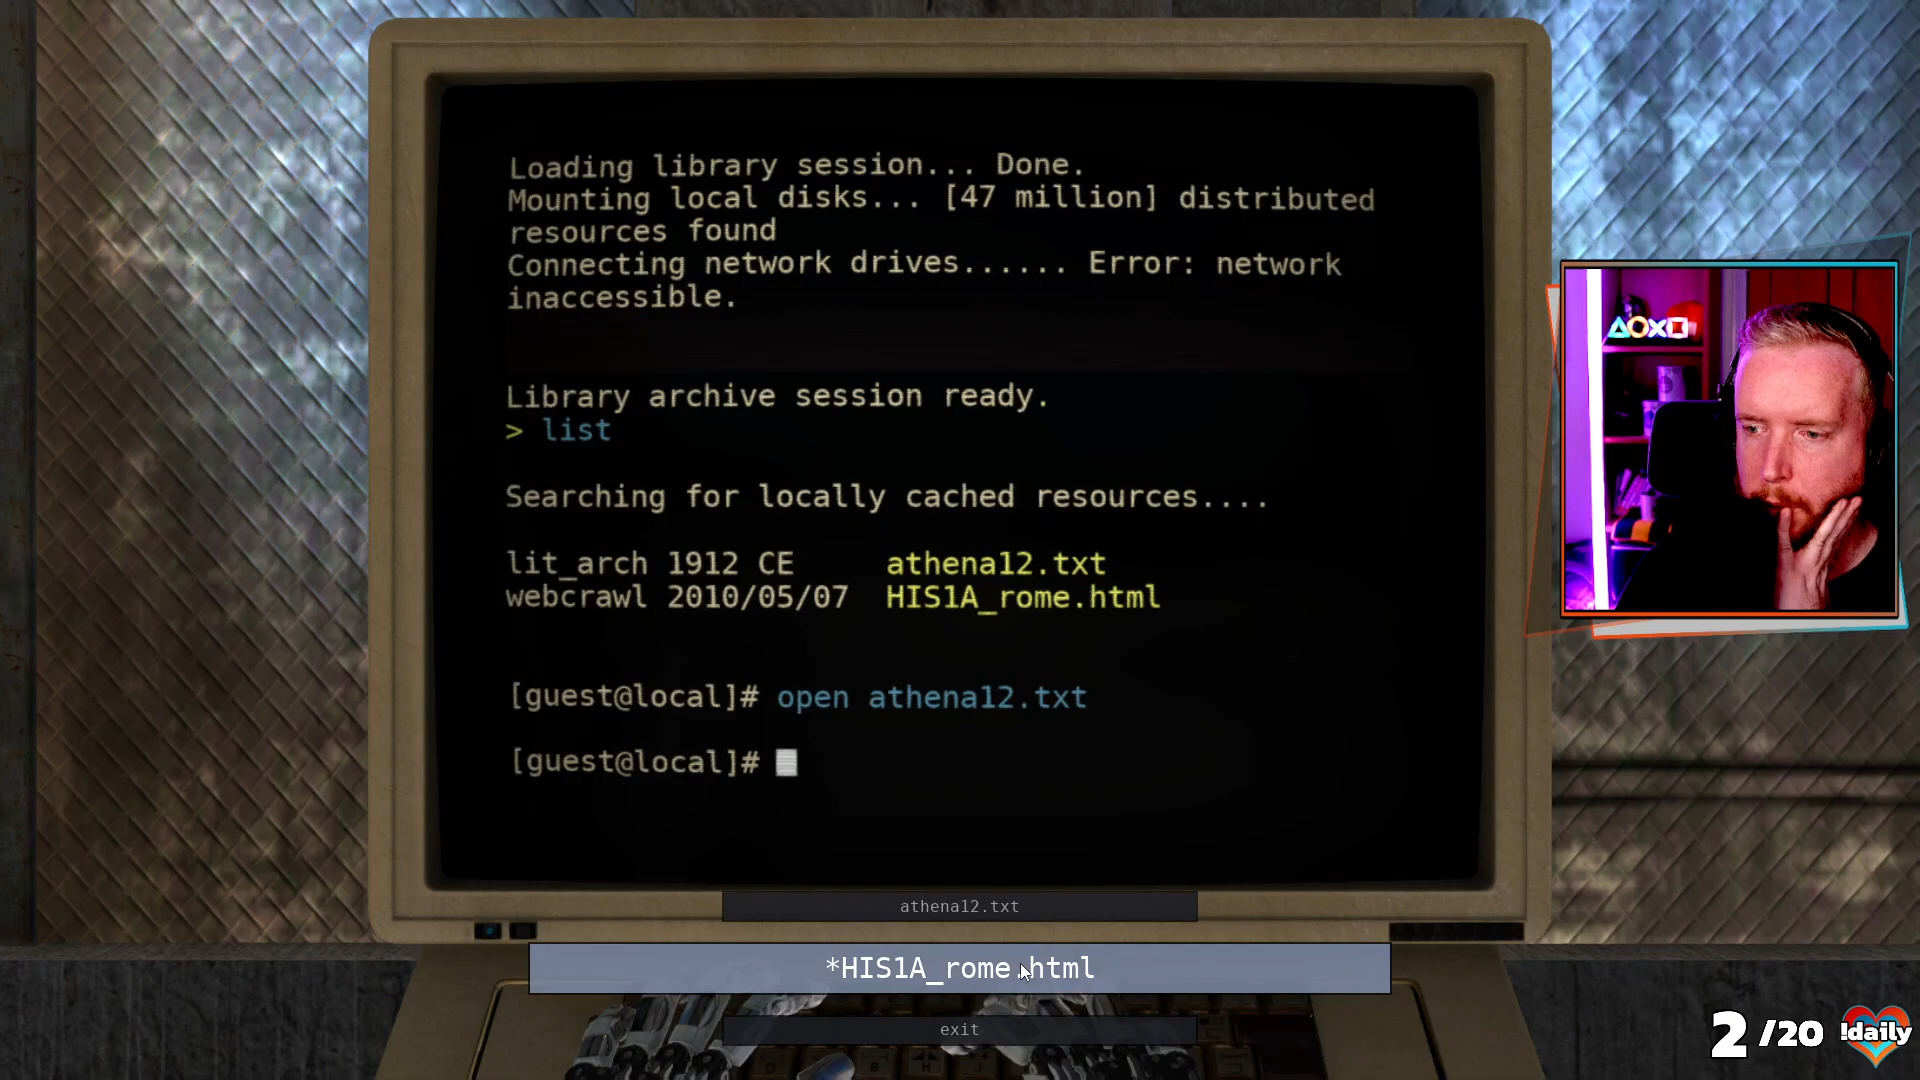 Loading library session... Done.
Mounting local disks... [47 million] distributed
resources found
Connecting network drives...... Error: network
inaccessible.
Library archive session ready.
> list
Searching for locally cached resources....
lit_arch 1912 CE athena12.txt
webcrawl 2010/05/07 HIS1A_rome.html
[guest@local]# open athena12.txt
[guest@local]#
athena12.txt
*HIS1A_rome.html
exit
2/20 !daily